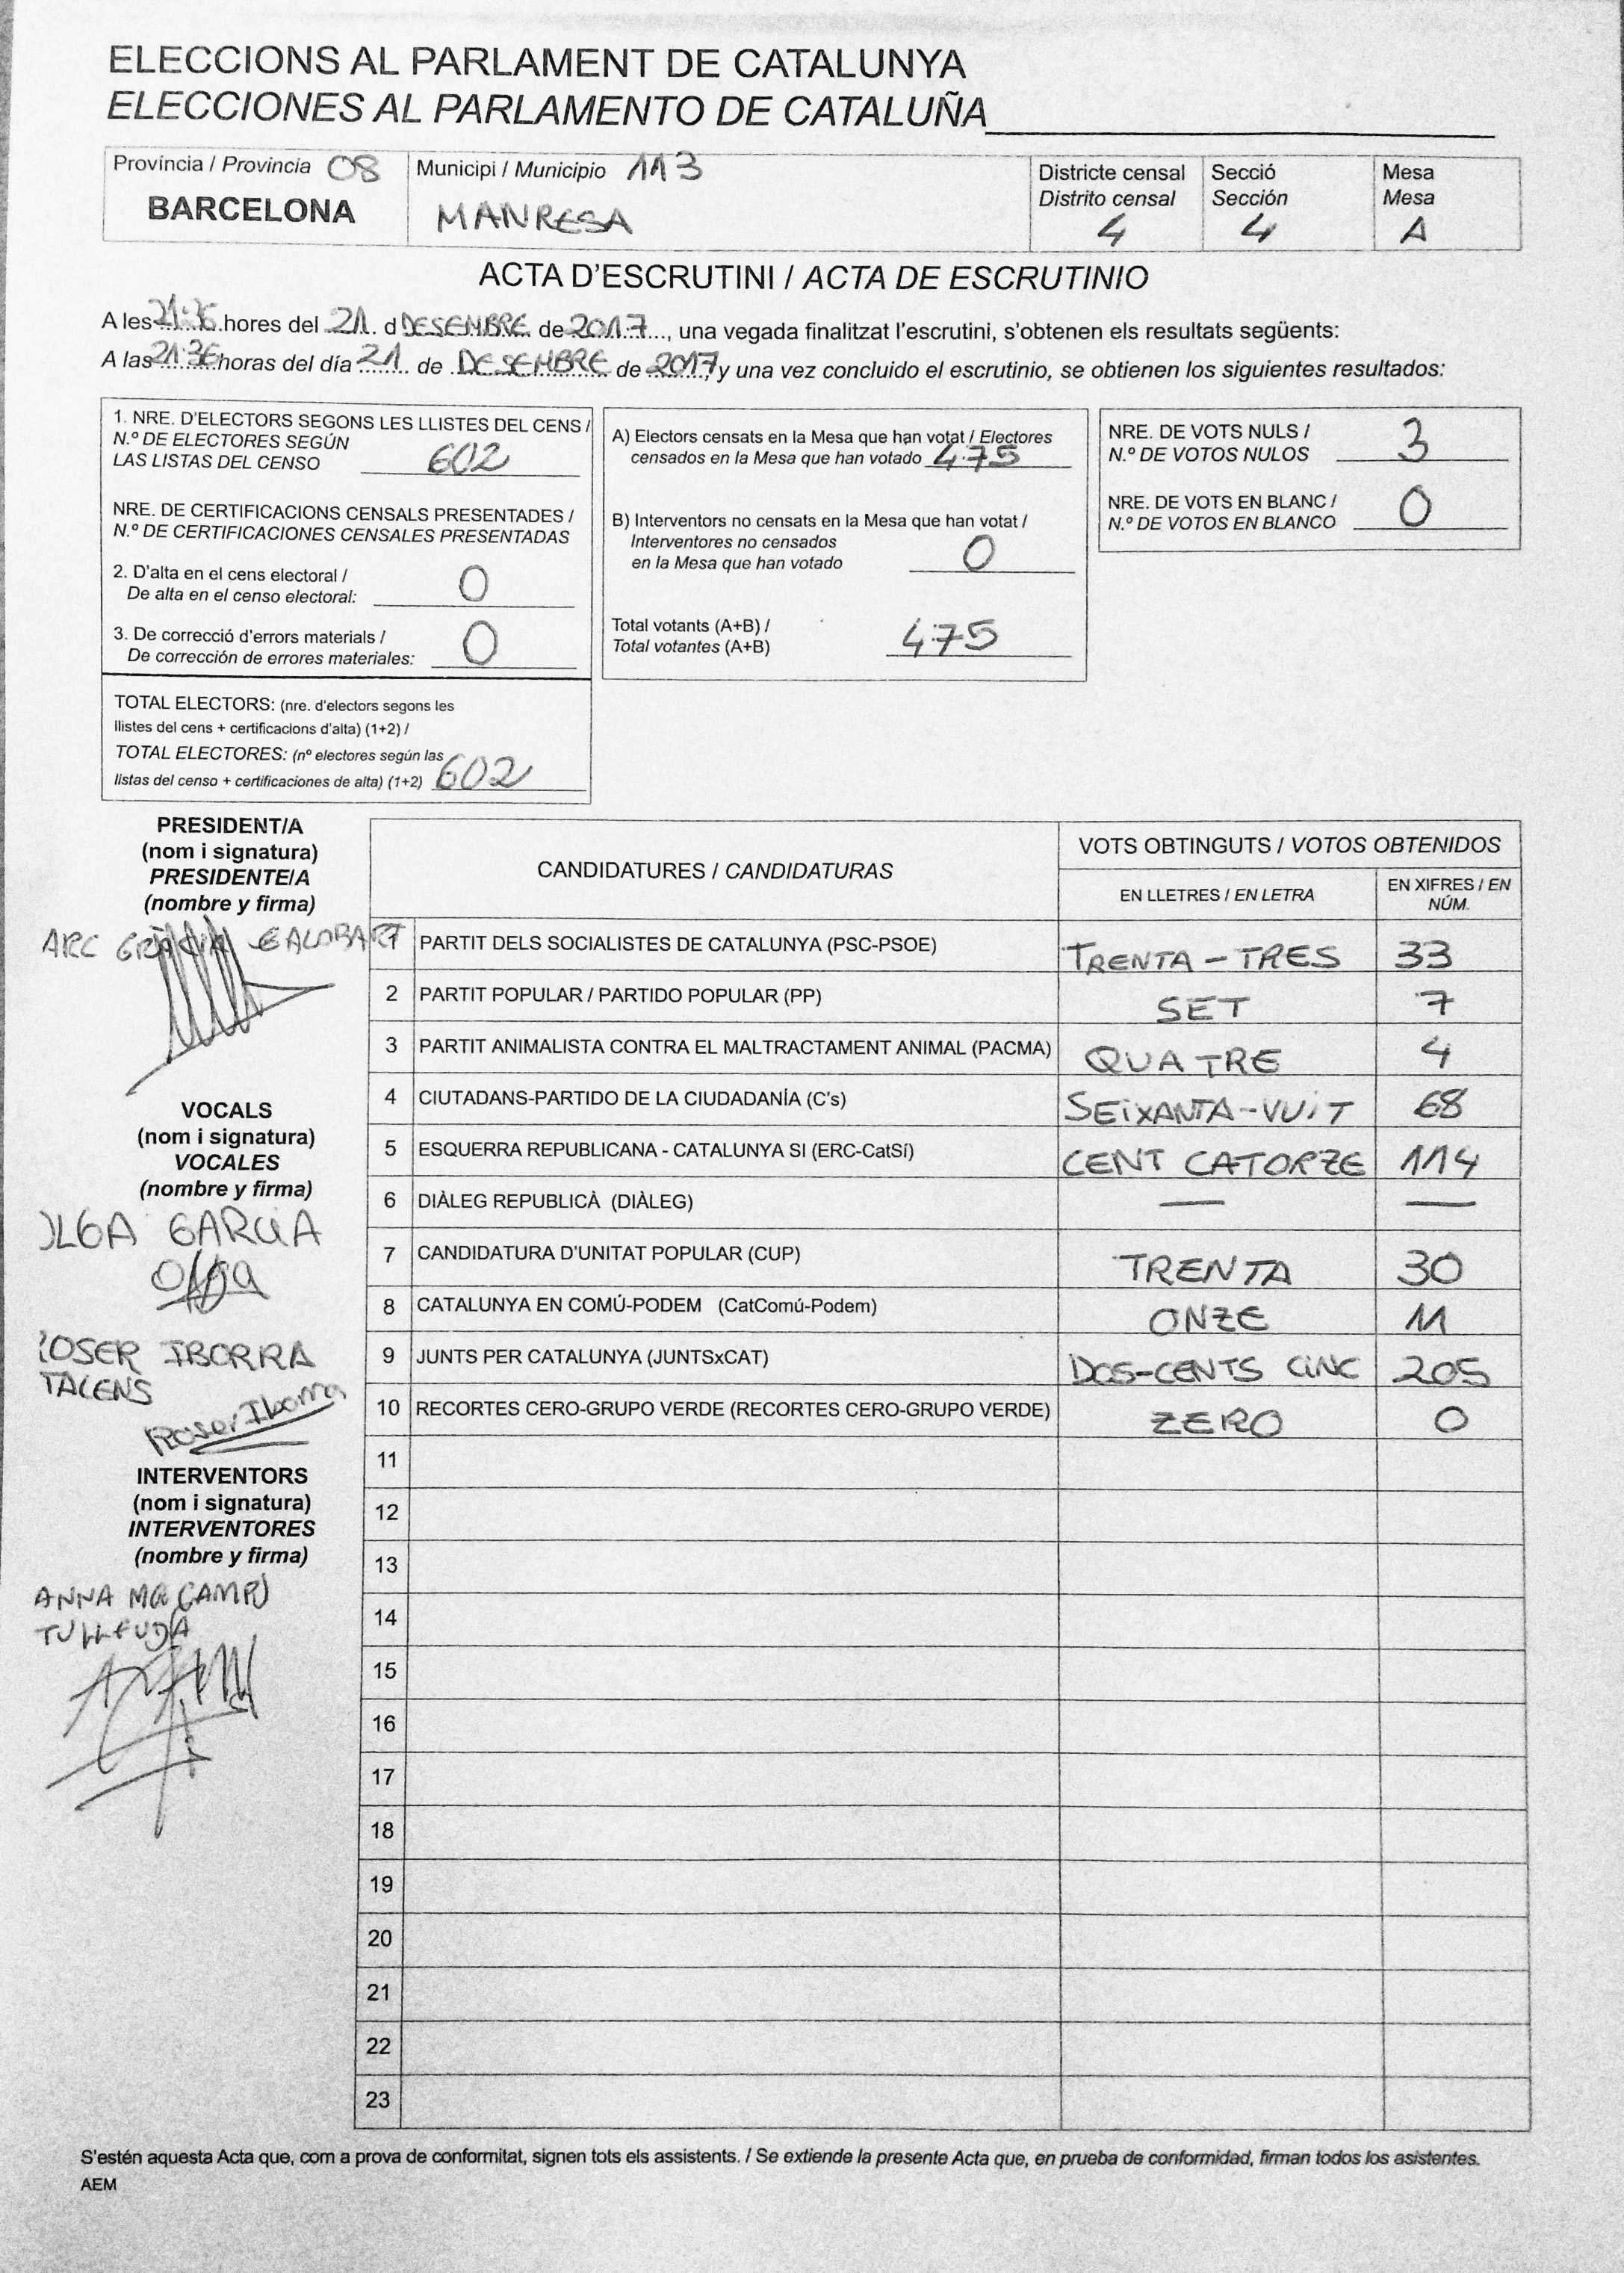 ELECCIONS AL PARLAMENT DE CATALUNYA
ELECCIONES AL PARLAMENTO DE CATALUÑA
Província / Provincia 08
BARCELONA
Municipi / Municipio 113
MANRESA
Districte censal
Distrito censal
4
Secció
Sección
4
Mesa
Mesa
A
ACTA D'ESCRUTINI / ACTA DE ESCRUTINIO
A les 21:36 hores del 21 d DESEMBRE de 2017, una vegada finalitzat l'escrutini, s'obtenen els resultats següents:
A las 21:36 horas del día 21 de DESEMBRE de 2017, y una vez concluido el escrutinio, se obtienen los siguientes resultados:
1. NRE. D'ELECTORS SEGONS LES LLISTES DEL CENS /
N.º DE ELECTORES SEGÚN
LAS LISTAS DEL CENSO 602
NRE. DE CERTIFICACIONS CENSALS PRESENTADES /
N.º DE CERTIFICACIONES CENSALES PRESENTADAS
2. D'alta en el cens electoral /
De alta en el censo electoral: 0
3. De correcció d'errors materials /
De corrección de errores materiales: 0
TOTAL ELECTORS: (nre. d'electors segons les
llistes del cens + certificacions d'alta) (1+2) /
TOTAL ELECTORES: (nº electores según las
listas del censo + certificaciones de alta) (1+2) 602
A) Electors censats en la Mesa que han votat / Electores
censados en la Mesa que han votado 475
B) Interventors no censats en la Mesa que han votat /
Interventores no censados
en la Mesa que han votado 0
Total votants (A+B) /
Total votantes (A+B) 475
NRE. DE VOTS NULS /
N.º DE VOTOS NULOS 3
NRE. DE VOTS EN BLANC /
N.º DE VOTOS EN BLANCO 0
PRESIDENT/A
(nom i signatura)
PRESIDENTE/A
(nombre y firma)
ARC GRÀCIA
VOCALS
(nom i signatura)
VOCALES
(nombre y firma)
OLGA GARCIA
Olga
ROSER IBORRA
TALENS
Roser Iborra
INTERVENTORS
(nom i signatura)
INTERVENTORES
(nombre y firma)
ANNA Mª CAMPS
CANDIDATURES / CANDIDATURAS
VOTS OBTINGUTS / VOTOS OBTENIDOS
EN LLETRES / EN LETRA
EN XIFRES / EN
NÚM.
1 PARTIT DELS SOCIALISTES DE CATALUNYA (PSC-PSOE) TRENTA-TRES 33
2 PARTIT POPULAR / PARTIDO POPULAR (PP) SET 7
3 PARTIT ANIMALISTA CONTRA EL MALTRACTAMENT ANIMAL (PACMA) QUATRE 4
4 CIUTADANS-PARTIDO DE LA CIUDADANÍA (C's) SEIXANTA-VUIT 68
5 ESQUERRA REPUBLICANA - CATALUNYA SI (ERC-CatSí) CENT CATORZE 114
6 DIÀLEG REPUBLICÀ (DIÀLEG) — —
7 CANDIDATURA D'UNITAT POPULAR (CUP) TRENTA 30
8 CATALUNYA EN COMÚ-PODEM (CatComú-Podem) ONZE 11
9 JUNTS PER CATALUNYA (JUNTSxCAT) DOS-CENTS CINC 205
10 RECORTES CERO-GRUPO VERDE (RECORTES CERO-GRUPO VERDE) ZERO 0
11
12
13
14
15
16
17
18
19
20
21
22
23
S'estén aquesta Acta que, com a prova de conformitat, signen tots els assistents. / Se extiende la presente Acta que, en prueba de conformidad, firman todos los asistentes.
AEM